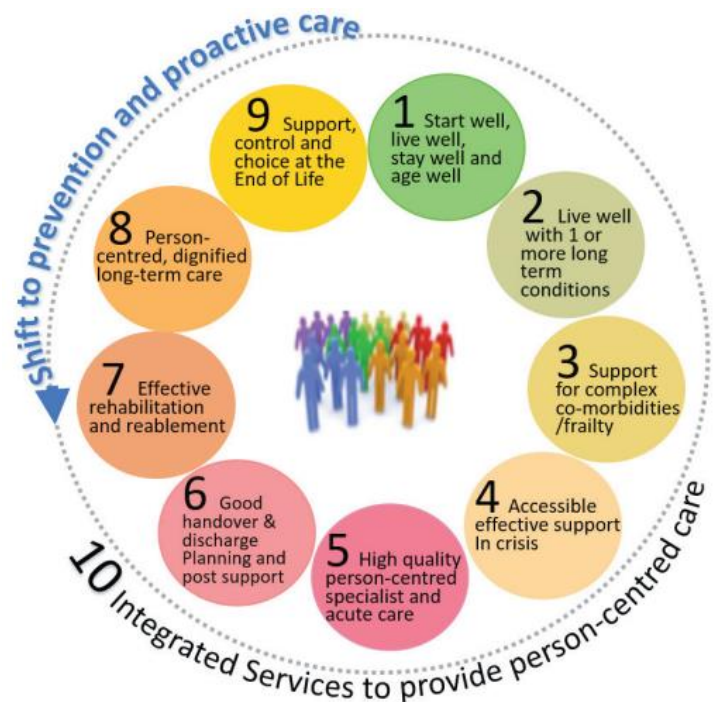 Shift to prevention and proactive care
1 Start well,
live well,
stay well and
age well
2 Live well
with 1 or
more long
term
conditions
3 Support
for complex
co-morbidities
/frailty
4 Accessible
effective support
In crisis
5 High quality
person-centred
specialist and
acute care
6 Good
handover &
discharge
Planning and
post support
7 Effective
rehabilitation
and reablement
8 Person-
centred, dignified
long-term care
9 Support,
control and
choice at the
End of Life
10 Integrated Services to provide person-centred care